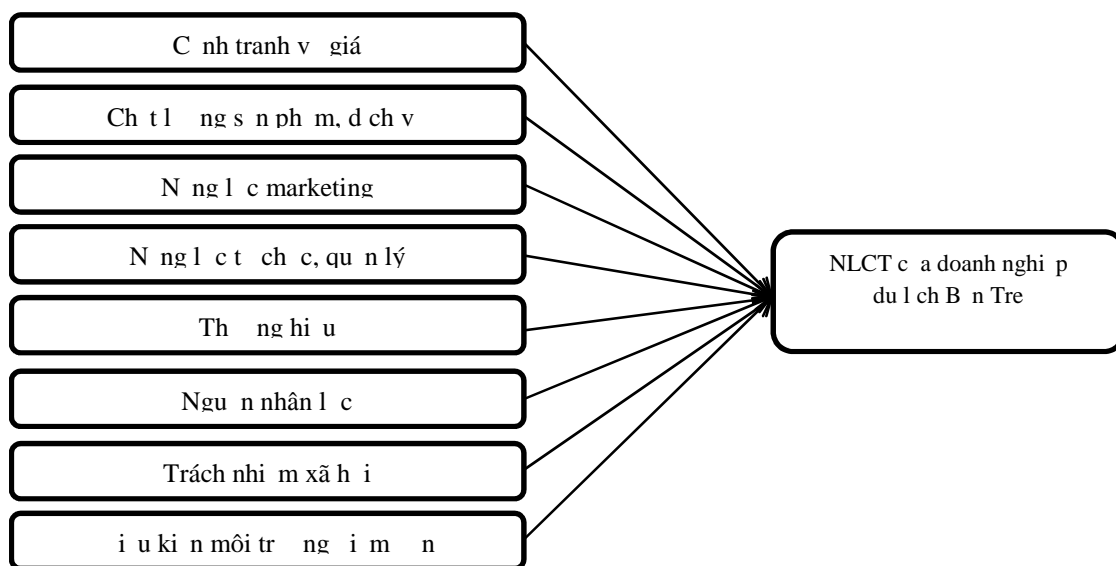 C nh tranh v giá
Ch t l ng s n ph m, d ch v
N ng l c marketing
N ng l c t ch c, qu n lý
Th ng hi u
Ngu n nhân l c
Trách nhi m xã h i
i u ki n môi tr ng i m n
NLCT c a doanh nghi p
du l ch B n Tre